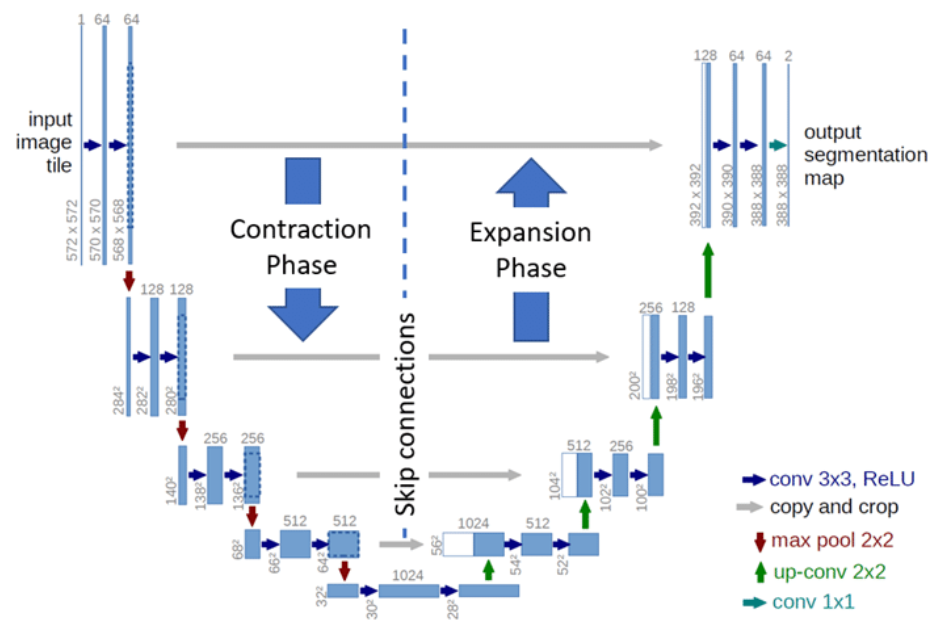 1
64
64
input
image
tile
572 x 572
570 x 570
568 x 568
128
64
64
2
output
segmentation
map
392 x 392
390 x 390
388 x 388
388 x 388
Contraction
Phase
Expansion
Phase
Skip connections
128
128
284²
282²
280²
256
128
200²
198²
196²
256
256
140²
138²
136²
512
256
104²
102²
100²
512
512
68²
66²
64²
1024
512
56²
54²
52²
1024
32²
30²
28²
conv 3x3, ReLU
copy and crop
max pool 2x2
up-conv 2x2
conv 1x1